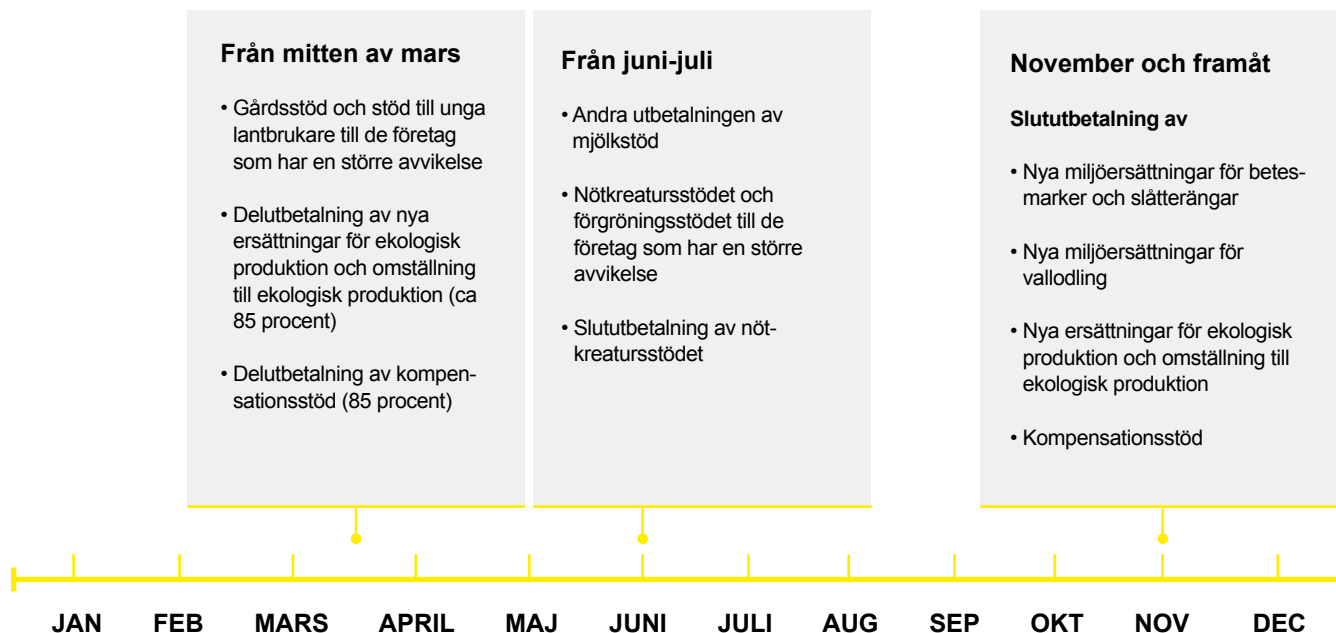 Från mitten av mars
• Gårdsstöd och stöd till unga
lantbrukare till de företag
som har en större avvikelse
• Delutbetalning av nya
ersättningar för ekologisk
produktion och omställning
till ekologisk produktion (ca
85 procent)
• Delutbetalning av kompen-
sationsstöd (85 procent)
Från juni-juli
• Andra utbetalningen av
mjölkstöd
• Nötkreatursstödet och
förgröningsstödet till de
företag som har en större
avvikelse
• Slututbetalning av nöt-
kreatursstödet
November och framåt
Slututbetalning av
• Nya miljöersättningar för betes-
marker och slåtterängar
• Nya miljöersättningar för
vallodling
• Nya ersättningar för ekologisk
produktion och omställning till
ekologisk produktion
• Kompensationsstöd
JAN FEB MARS APRIL MAJ JUNI JULI AUG SEP OKT NOV DEC